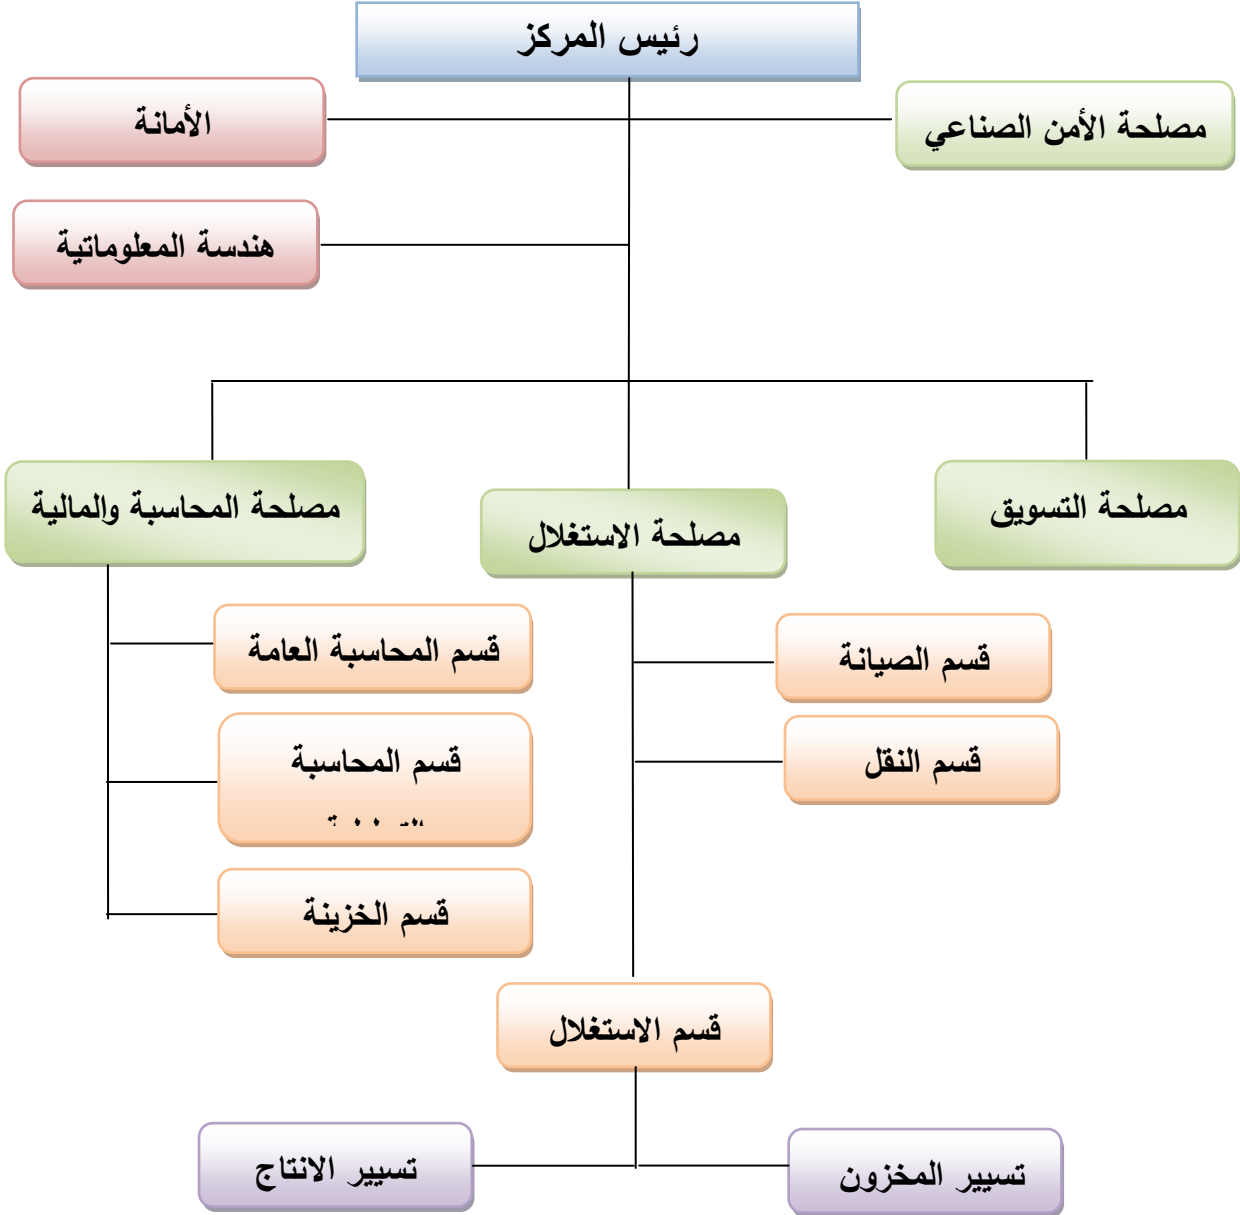 رئيس المركز
مصلحة الأمن الصناعي
الأمانة
هندسة المعلوماتية
مصلحة التسويق
مصلحة الاستغلال
مصلحة المحاسبة والمالية
قسم الصيانة
قسم النقل
قسم المحاسبة العامة
قسم المحاسبة
قسم الخزينة
قسم الاستغلال
تسيير المخزون
تسيير الانتاج